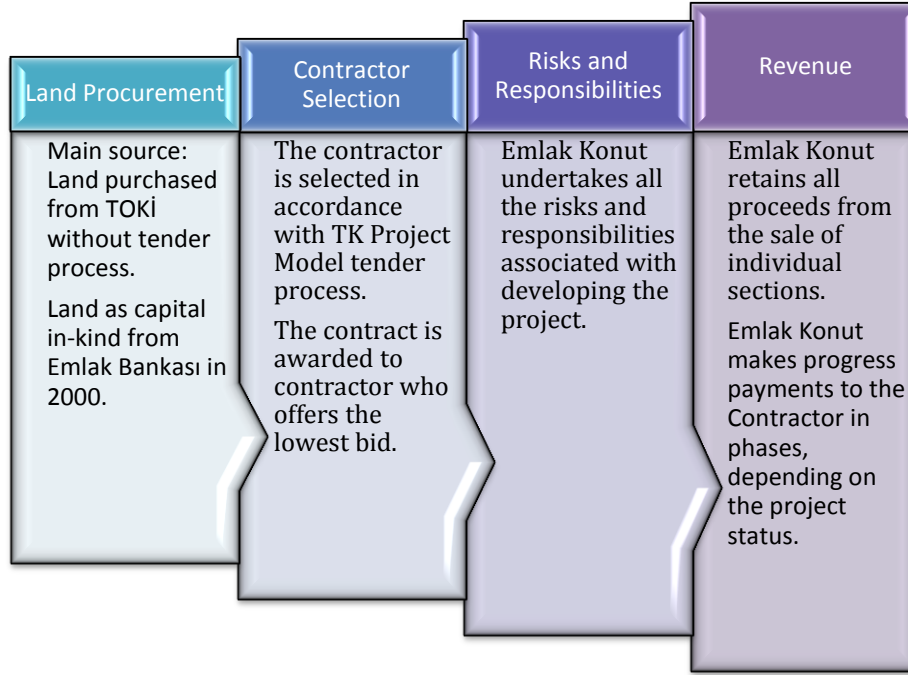 Land Procurement
Main source:
Land purchased
from TOKİ
without tender
process.
Land as capital
in-kind from
Emlak Bankası in
2000.
Contractor
Selection
The contractor
is selected in
accordance
with TK Project
Model tender
process.
The contract is
awarded to
contractor who
offers the
lowest bid.
Risks and
Responsibilities
Emlak Konut
undertakes all
the risks and
responsibilities
associated with
developing the
project.
Revenue
Emlak Konut
retains all
proceeds from
the sale of
individual
sections.
Emlak Konut
makes progress
payments to the
Contractor in
phases,
depending on
the project
status.